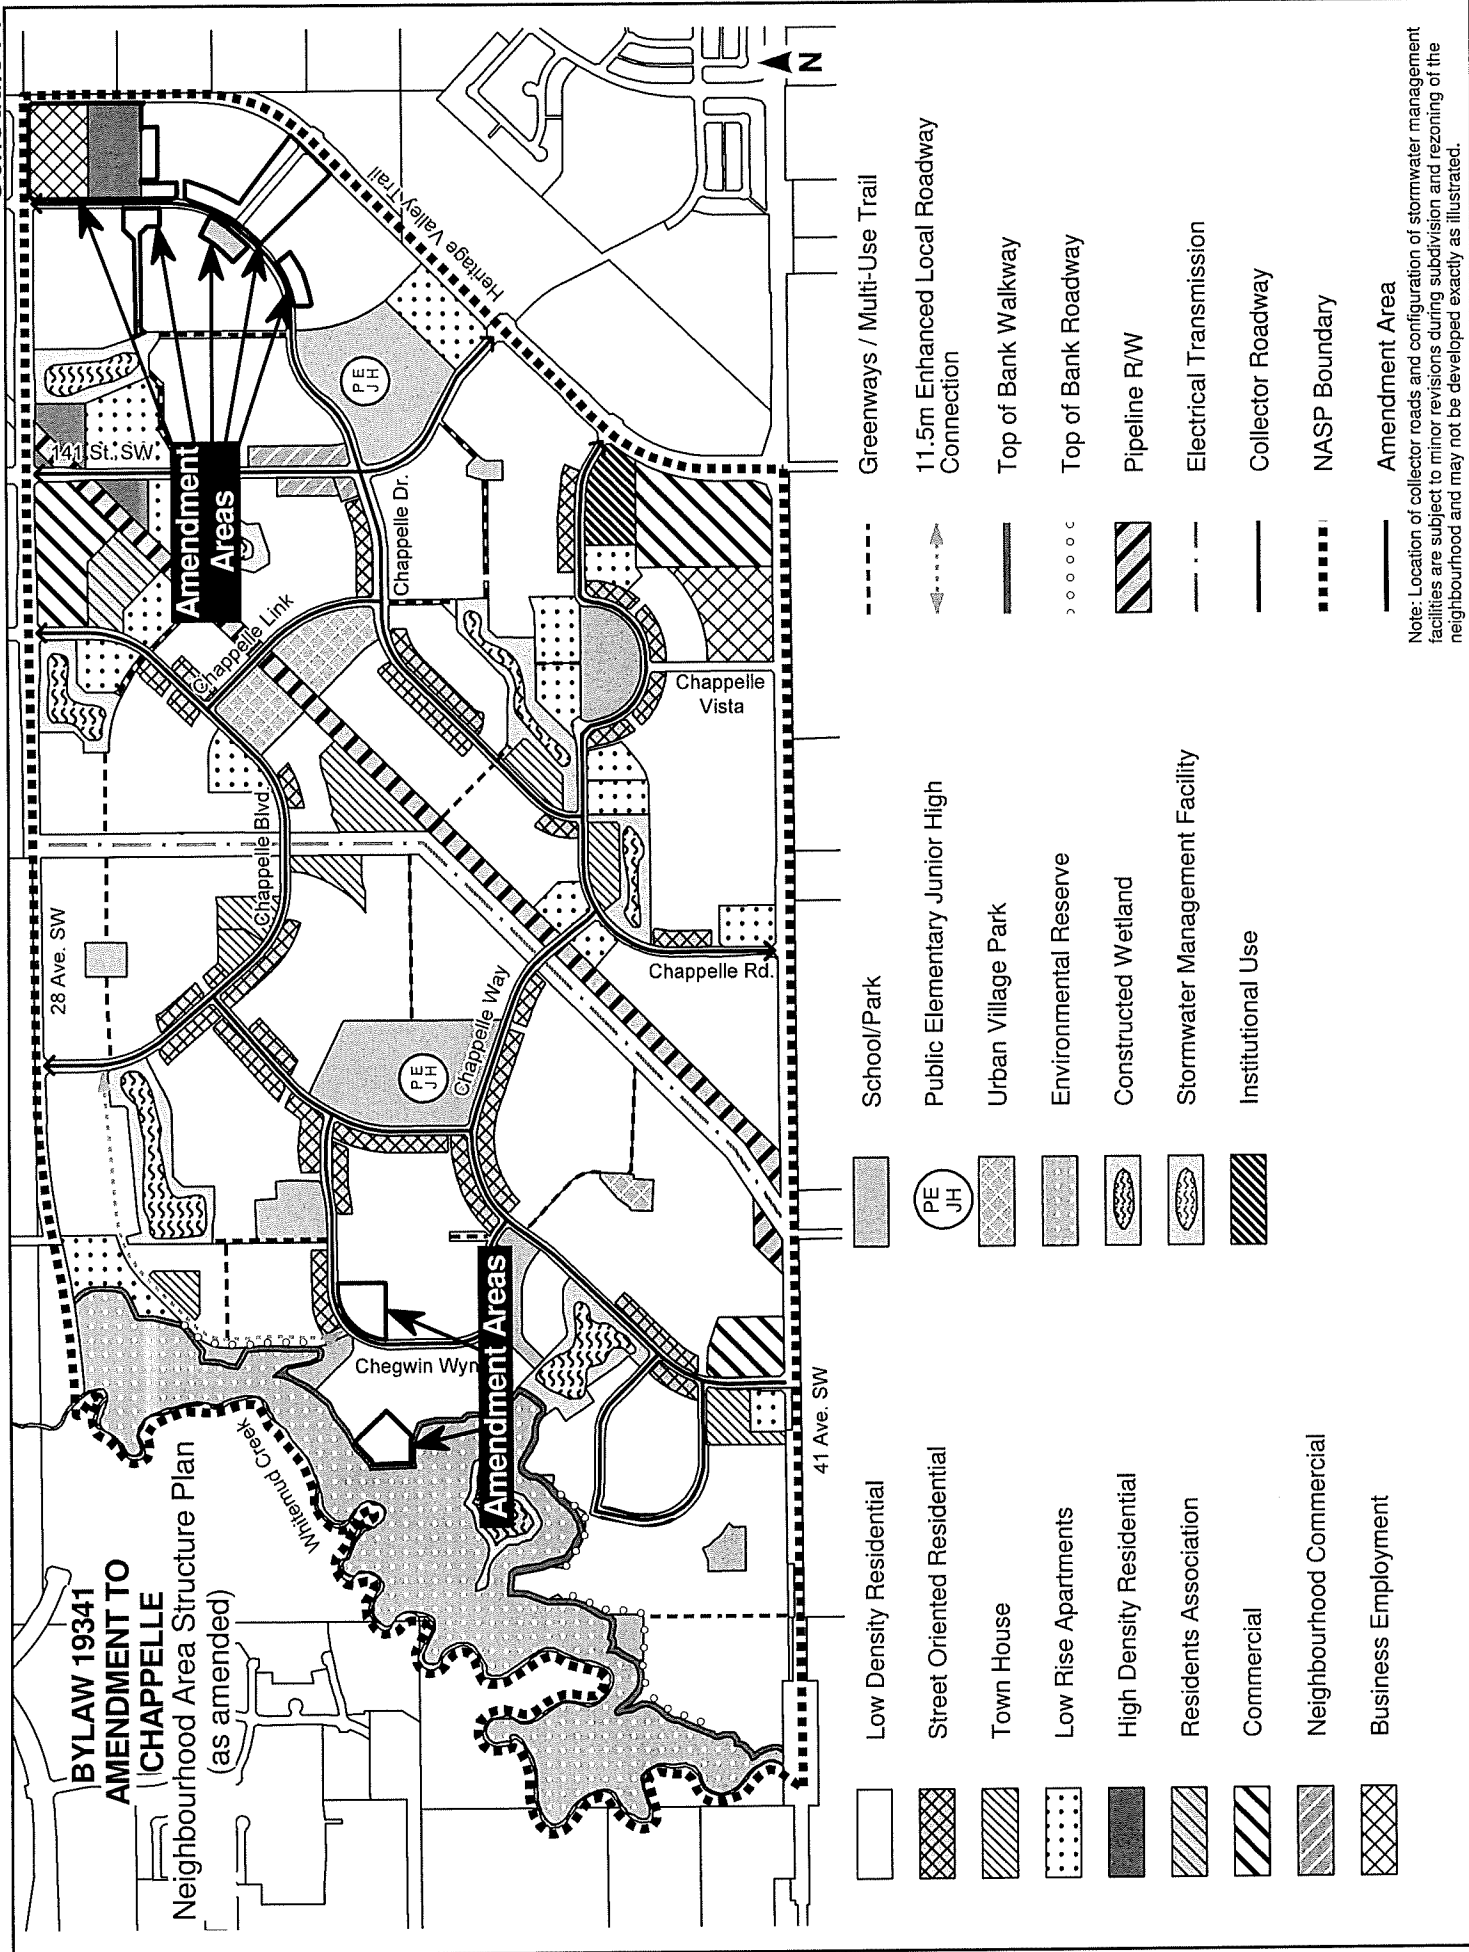 BYLAW 19341
AMENDMENT TO
CHAPPELLE
Neighbourhood Area Structure Plan
(as amended)
Whitemud Creek
28 Ave. SW
141 St. SW
Amendment
Areas
Chappelle Link
Chappelle Blvd.
Chappelle Dr.
Heritage Valley Trail
PE
JH
Chappelle
Vista
Chappelle Rd.
Chappelle Way
PE
JH
Chegwin Wyn
Amendment Areas
41 Ave. SW
N
Low Density Residential
Street Oriented Residential
Town House
Low Rise Apartments
High Density Residential
Residents Association
Commercial
Neighbourhood Commercial
Business Employment
School/Park
PE
JH
Public Elementary Junior High
Urban Village Park
Environmental Reserve
Constructed Wetland
Stormwater Management Facility
Institutional Use
Greenways / Multi-Use Trail
11.5m Enhanced Local Roadway
Connection
Top of Bank Walkway
Top of Bank Roadway
Pipeline R/W
Electrical Transmission
Collector Roadway
NASP Boundary
Amendment Area
Note: Location of collector roads and configuration of stormwater management
facilities are subject to minor revisions during subdivision and rezoning of the
neighbourhood and may not be developed exactly as illustrated.